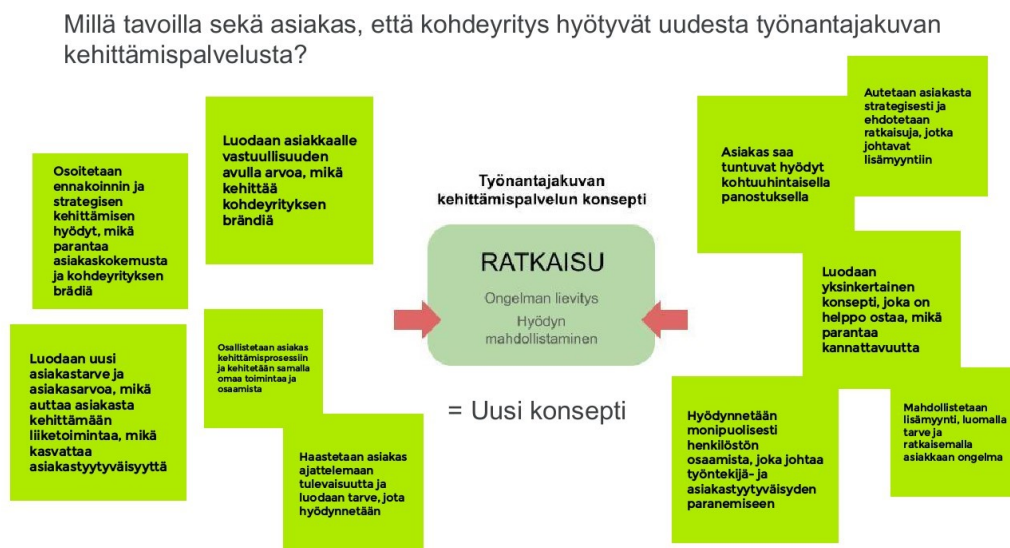 Millä tavoilla sekä asiakas, että kohdeyritys hyötyvät uudesta työnantajakuvan
kehittämispalvelusta?
Osoitetaan
ennakoinnin ja
strategisen
kehittämisen
hyödyt, mikä
parantaa
asiakaskokemusta
ja kohdeyrityksen
brädiä
Luodaan asiakkaalle
vastuullisuuden
avulla arvoa, mikä
kehittää
kohdeyrityksen
brändiä
Luodaan uusi
asiakastarve ja
asiakasarvoa, mikä
auttaa asiakasta
kehittämään
liiketoimintaa, mikä
kasvattaa
asiakastyytyväisyyttä
Osallistetaan asiakas
kehittämisprosessiin
ja kehitetään samalla
omaa toimintaa ja
osaamista
Haastetaan asiakas
ajattelemaan
tulevaisuutta ja
luodaan tarve, jota
hyödynnetään
Työnantajakuvan
kehittämispalvelun konsepti
RATKAISU
Ongelman lievitys
Hyödyn
mahdollistaminen
= Uusi konsepti
Asiakas saa
tuntuvat hyödyt
kohtuuhintaisella
panostuksella
Autetaan asiakasta
strategisesti ja
ehdotetaan
ratkaisuja, jotka
johtavat
lisämyyntiin
Luodaan
yksinkertainen
konsepti, joka on
helppo ostaa, mikä
parantaa
kannattavuutta
Hyödynnetään
monipuolisesti
henkilöstön
osaamista, joka johtaa
työntekijä- ja
asiakastyytyväisyden
paranemiseen
Mahdollistetaan
lisämyynti, luomalla
tarve ja
ratkaisemalla
asiakkaan ongelma